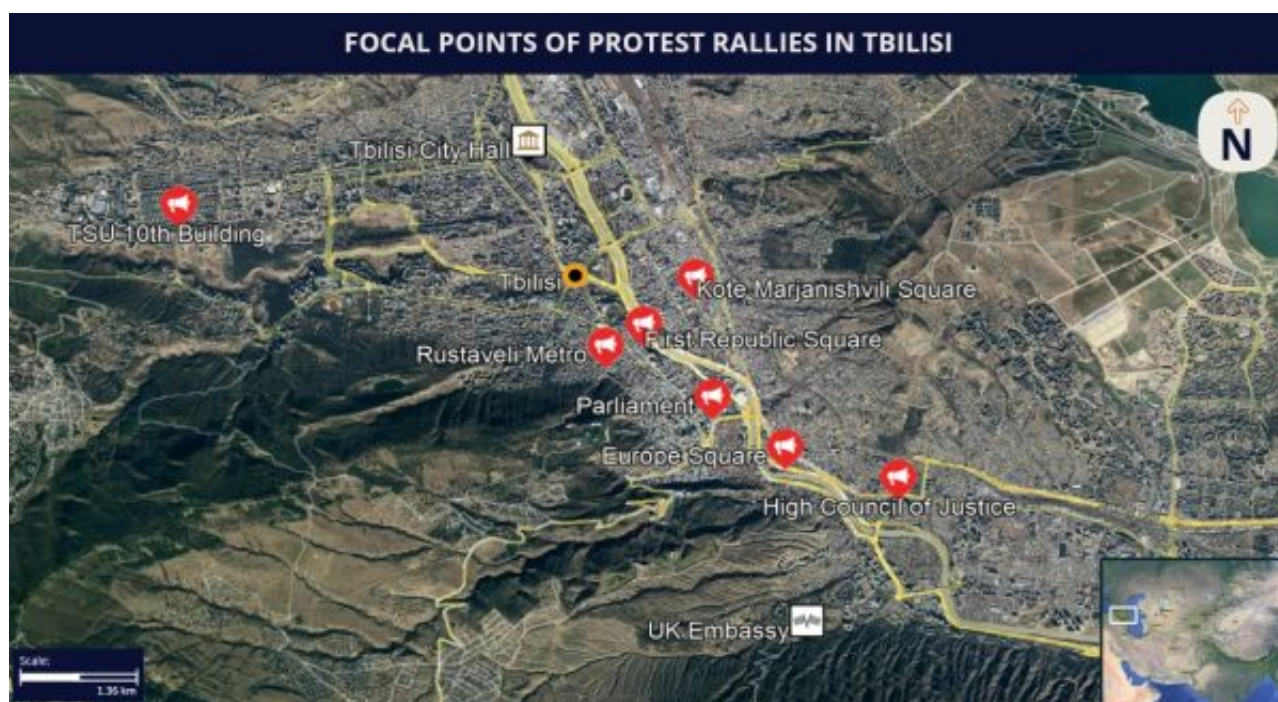 FOCAL POINTS OF PROTEST RALLIES IN TBILISI
N
Tbilisi City Hall
TSU 10th Building
Tbilisi
Kote Marjanishvili Square
First Republic Square
Rustaveli Metro
Parliament
Europe Square
High Council of Justice
UK Embassy
Scale:
1.36 km